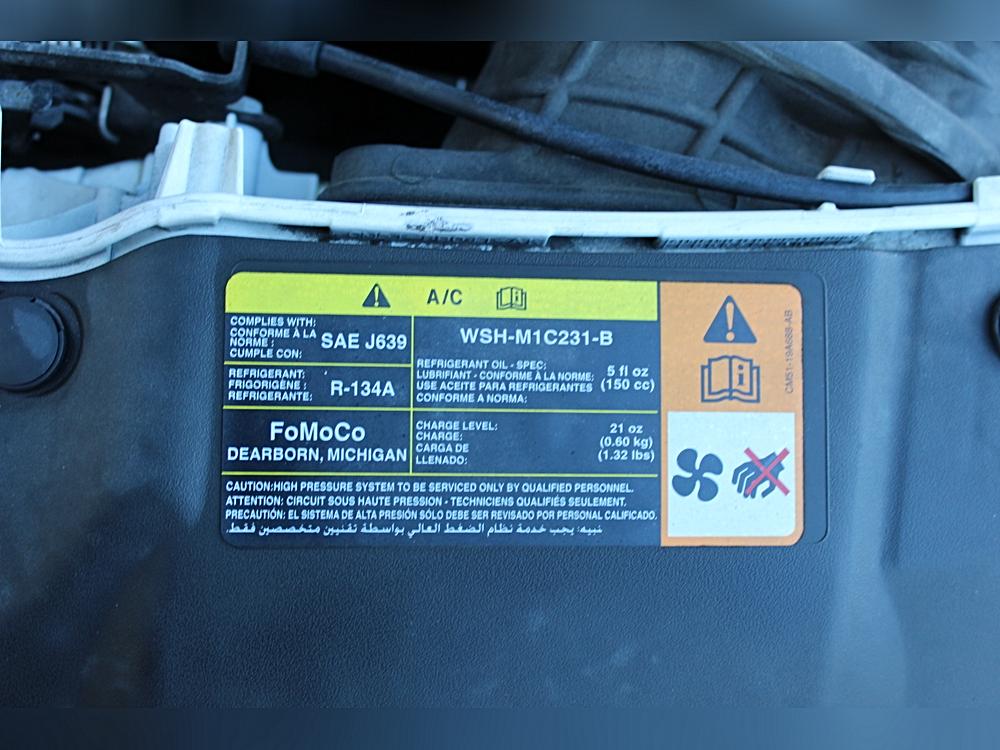 A/C
COMPLIES WITH:
CONFORME À LA
NORME :
CUMPLE CON:
SAE J639
REFRIGERANT:
FRIGORIGÈNE :
REFRIGERANTE:
R-134A
WSH-M1C231-B
REFRIGERANT OIL - SPEC:
LUBRIFIANT - CONFORME À LA NORME:
USE ACEITE PARA REFRIGERANTES
CONFORME A NORMA:
5 fl oz
(150 cc)
FoMoCo
DEARBORN, MICHIGAN
CHARGE LEVEL:
CHARGE:
CARGA DE
LLENADO:
21 oz
(0.60 kg)
(1.32 lbs)
CAUTION:HIGH PRESSURE SYSTEM TO BE SERVICED ONLY BY QUALIFIED PERSONNEL.
ATTENTION: CIRCUIT SOUS HAUTE PRESSION - TECHNICIENS QUALIFIÉS SEULEMENT.
PRECAUCIÓN: EL SISTEMA DE ALTA PRESIÓN SÓLO DEBE SER REVISADO POR PERSONAL CALIFICADO.
تنبيه: يجب خدمة نظام الضغط العالي بواسطة تقنيين متخصصين فقط.
CM51-19A688-AB